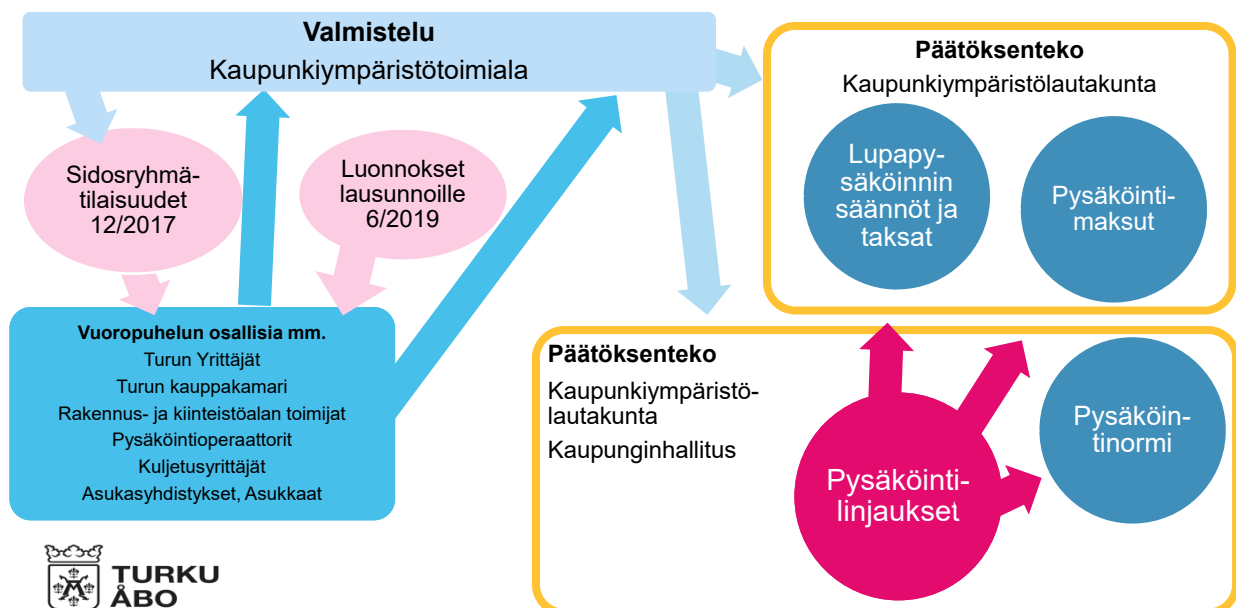 Valmistelu
Kaupunkiympäristötoimiala
Sidosryhmä-
tilaisuudet
12/2017
Luonnokset
lausunnoille
6/2019
Vuoropuhelun osallisia mm.
Turun Yrittäjät
Turun kauppakamari
Rakennus- ja kiinteistöalan toimijat
Pysäköintioperaattorit
Kuljetusyrittäjät
Asukasyhdistykset, Asukkaat
Päätöksenteko
Kaupunkiympäristölautakunta
Lupapy-
säköinnin
säännöt ja
taksat
Pysäköinti-
maksut
Päätöksenteko
Kaupunkiympäristö-
lautakunta
Kaupunginhallitus
Pysäköinti-
linjaukset
Pysäköin-
tinormi
TURKU
ÅBO